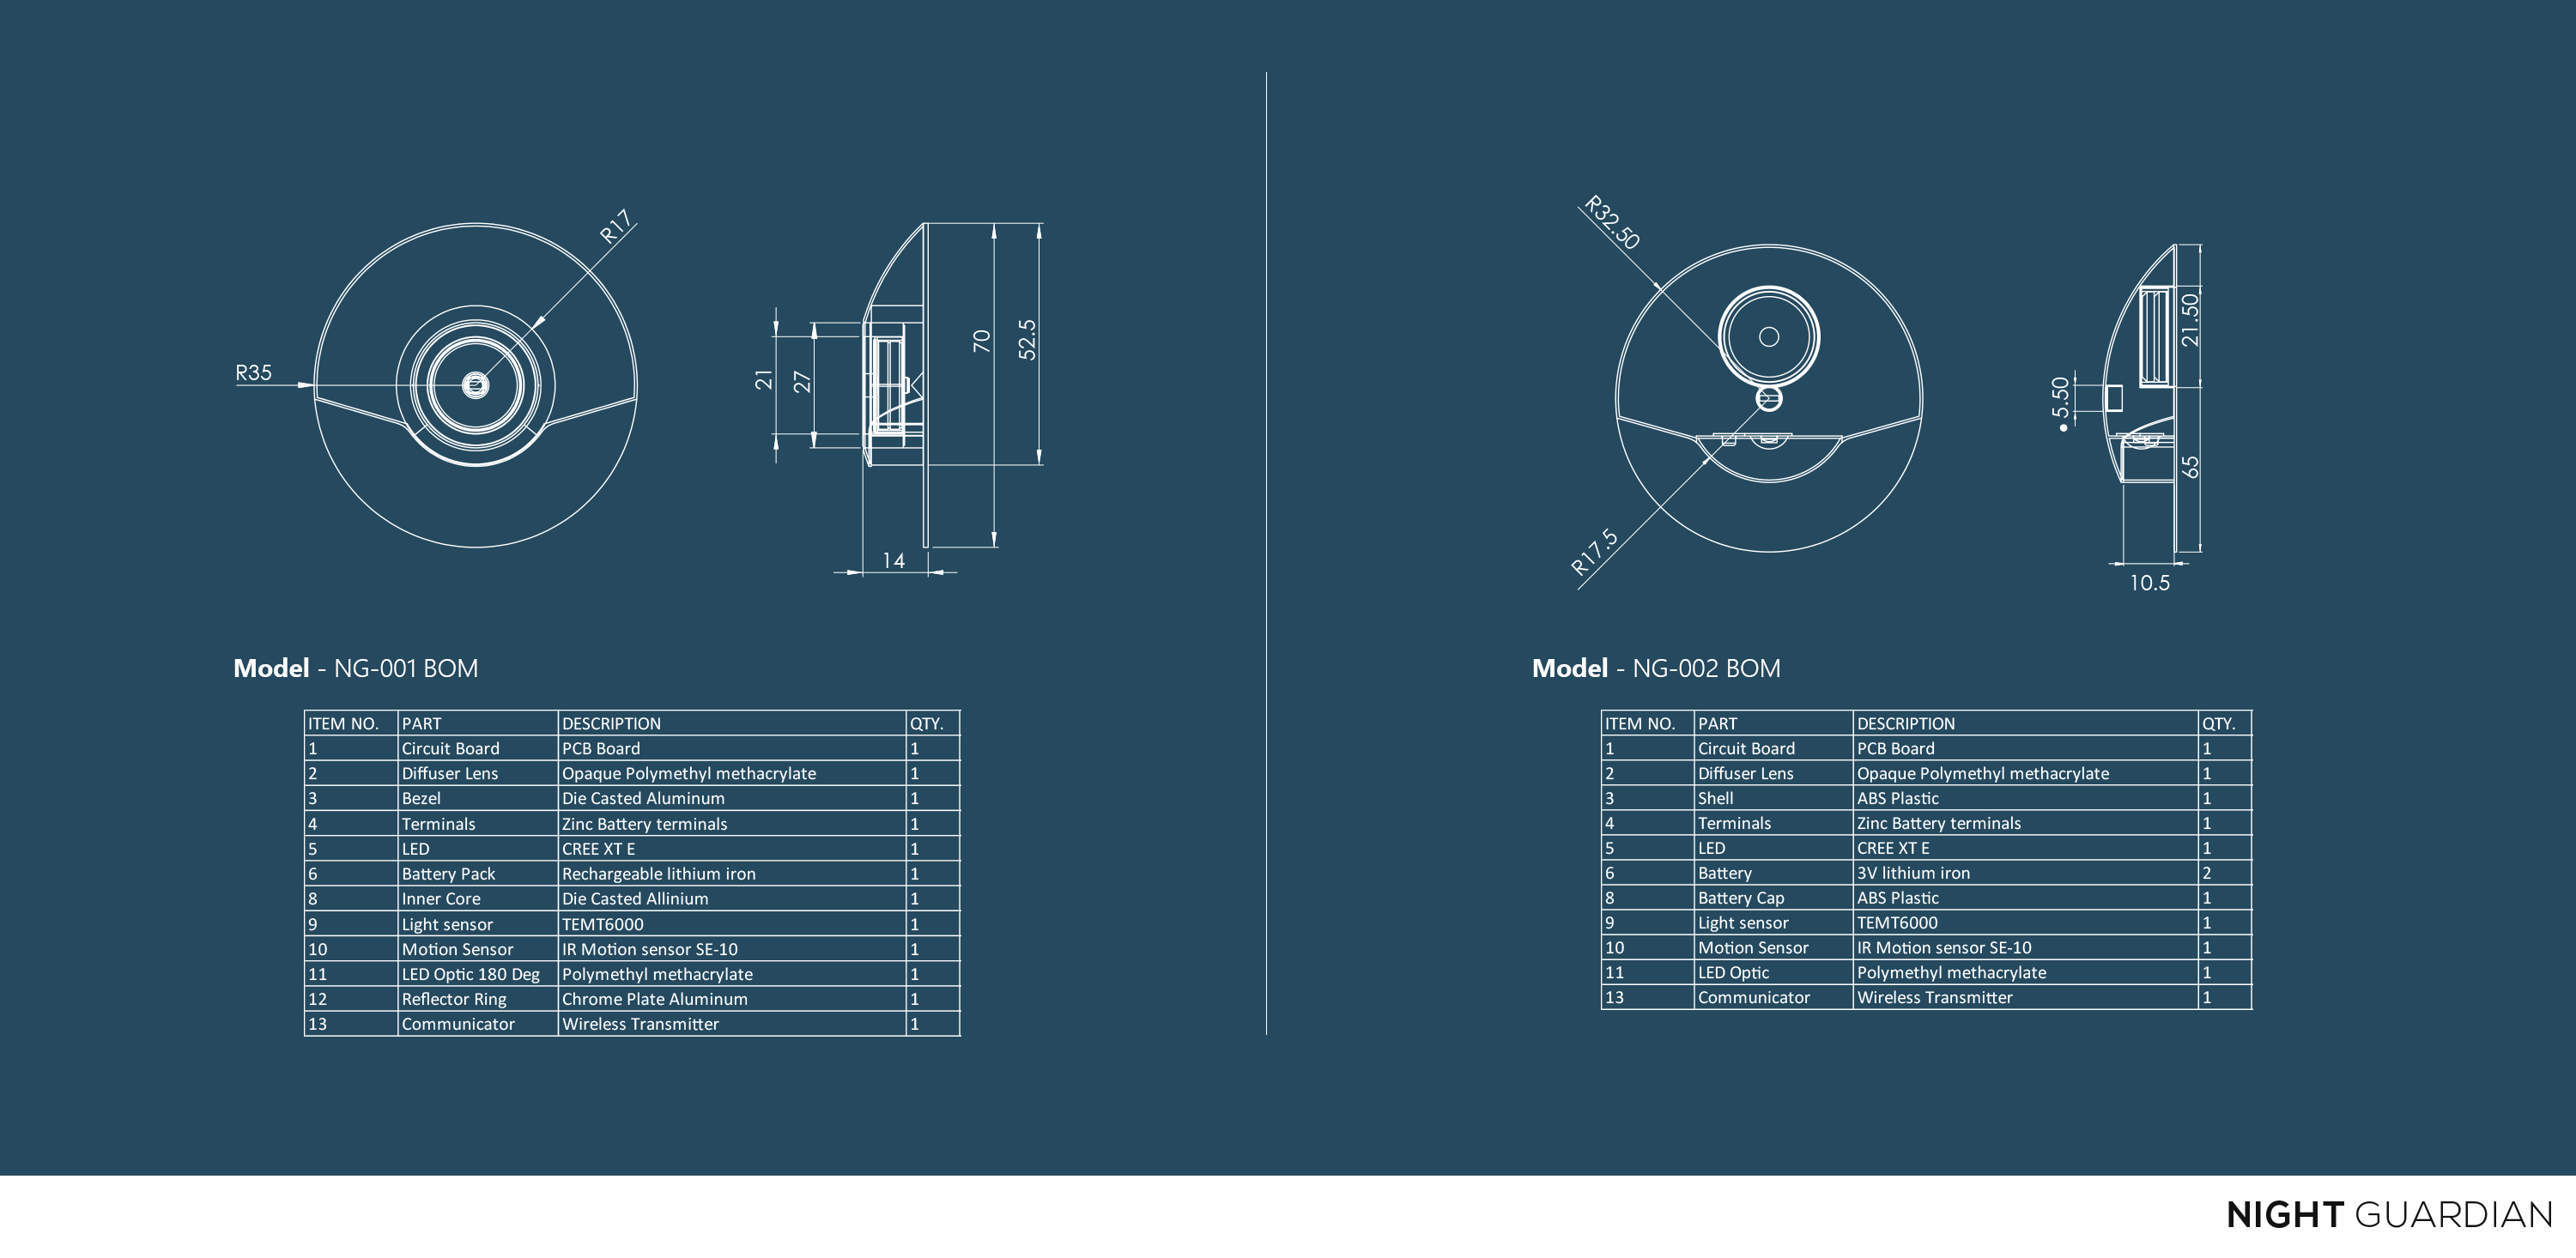 R17
R35
21
27
70
52.5
14
R32.50
R17.5
5.50
21.50
65
10.5
Model - NG-001 BOM
ITEM NO. PART DESCRIPTION QTY.
1 Circuit Board PCB Board 1
2 Diffuser Lens Opaque Polymethyl methacrylate 1
3 Bezel Die Casted Aluminum 1
4 Terminals Zinc Battery terminals 1
5 LED CREE XT E 1
6 Battery Pack Rechargeable lithium iron 1
8 Inner Core Die Casted Allinium 1
9 Light sensor TEMT6000 1
10 Motion Sensor IR Motion sensor SE-10 1
11 LED Optic 180 Deg Polymethyl methacrylate 1
12 Reflector Ring Chrome Plate Aluminum 1
13 Communicator Wireless Transmitter 1
Model - NG-002 BOM
ITEM NO. PART DESCRIPTION QTY.
1 Circuit Board PCB Board 1
2 Diffuser Lens Opaque Polymethyl methacrylate 1
3 Shell ABS Plastic 1
4 Terminals Zinc Battery terminals 1
5 LED CREE XT E 1
6 Battery 3V lithium iron 2
8 Battery Cap ABS Plastic 1
9 Light sensor TEMT6000 1
10 Motion Sensor IR Motion sensor SE-10 1
11 LED Optic Polymethyl methacrylate 1
13 Communicator Wireless Transmitter 1
NIGHT GUARDIAN